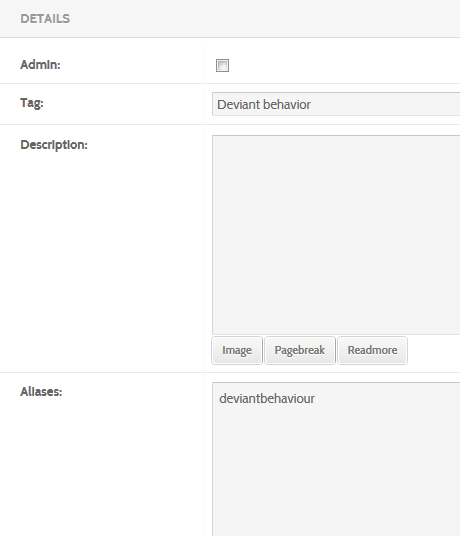 DETAILS
Admin:
Tag:
Deviant behavior
Description:
Image Pagebreak Readmore
Aliases:
deviantbehaviour